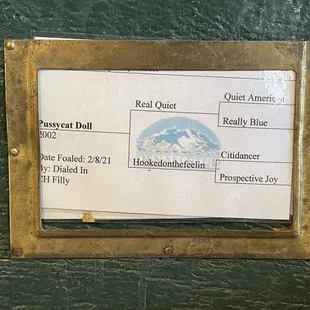 Quiet American
Real Quiet
Really Blue
Pussycat Doll
2002
Citidancer
Date Foaled: 2/8/21
Hookedonthefeelin
By: Dialed In
Prospective Joy
CH Filly